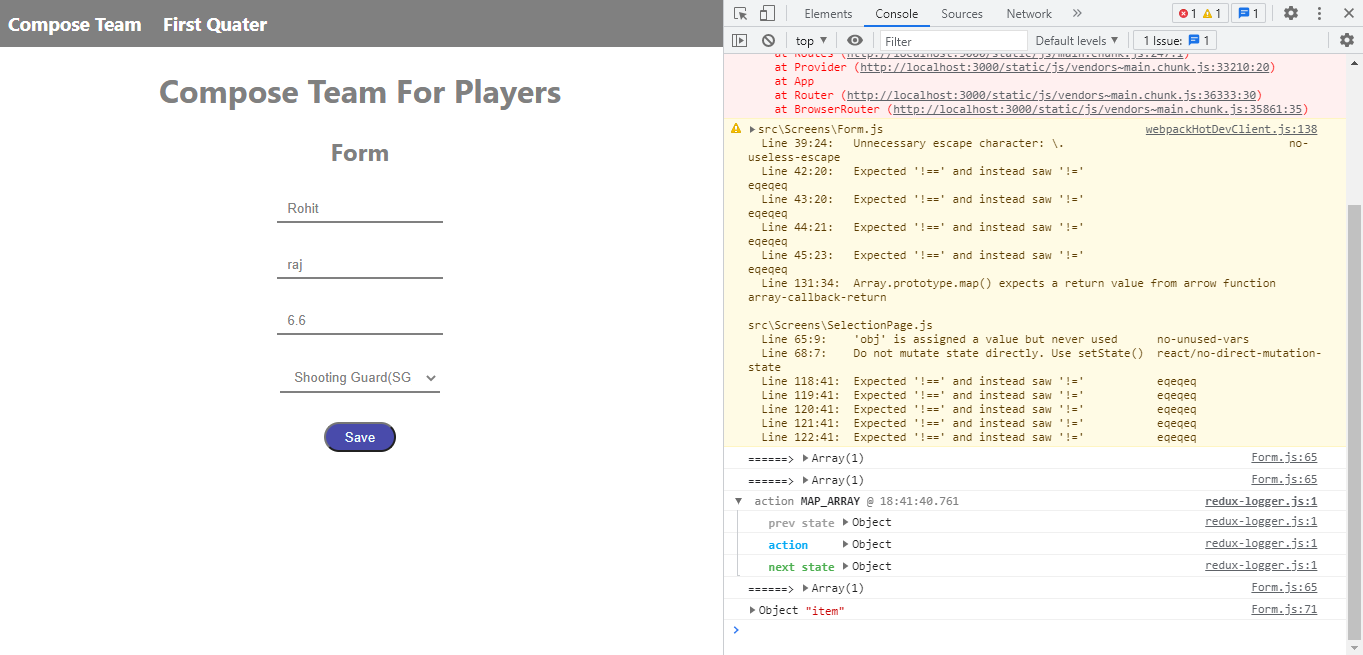 Compose Team First Quater
Compose Team For Players
Form
Rohit
raj
6.6
Shooting Guard(SG
Save
Elements Console Sources Network » 1 1 1
top ▼ Filter Default levels ▼ 1 Issue: 1
at Routes (http://localhost:3000/static/js/vendors~main.chunk.js:247:1)
at Provider (http://localhost:3000/static/js/vendors~main.chunk.js:33210:20)
at App
at Router (http://localhost:3000/static/js/vendors~main.chunk.js:36333:30)
at BrowserRouter (http://localhost:3000/static/js/vendors~main.chunk.js:35861:35)
src\Screens\Form.js webpackHotDevClient.js:138
Line 39:24: Unnecessary escape character: \. no-
useless-escape
Line 42:20: Expected '!==' and instead saw '!='
eqeqeq
Line 43:20: Expected '!==' and instead saw '!='
eqeqeq
Line 44:21: Expected '!==' and instead saw '!='
eqeqeq
Line 45:23: Expected '!==' and instead saw '!='
eqeqeq
Line 131:34: Array.prototype.map() expects a return value from arrow function
array-callback-return
src\Screens\SelectionPage.js
Line 65:9: 'obj' is assigned a value but never used no-unused-vars
Line 68:7: Do not mutate state directly. Use setState() react/no-direct-mutation-
state
Line 118:41: Expected '!==' and instead saw '!=' eqeqeq
Line 119:41: Expected '!==' and instead saw '!=' eqeqeq
Line 120:41: Expected '!==' and instead saw '!=' eqeqeq
Line 121:41: Expected '!==' and instead saw '!=' eqeqeq
Line 122:41: Expected '!==' and instead saw '!=' eqeqeq
======> ▶Array(1) Form.js:65
======> ▶Array(1) Form.js:65
▼ action MAP_ARRAY @ 18:41:40.761 redux-logger.js:1
prev state ▶Object redux-logger.js:1
action ▶Object redux-logger.js:1
next state ▶Object redux-logger.js:1
======> ▶Array(1) Form.js:65
▶Object "item" Form.js:71